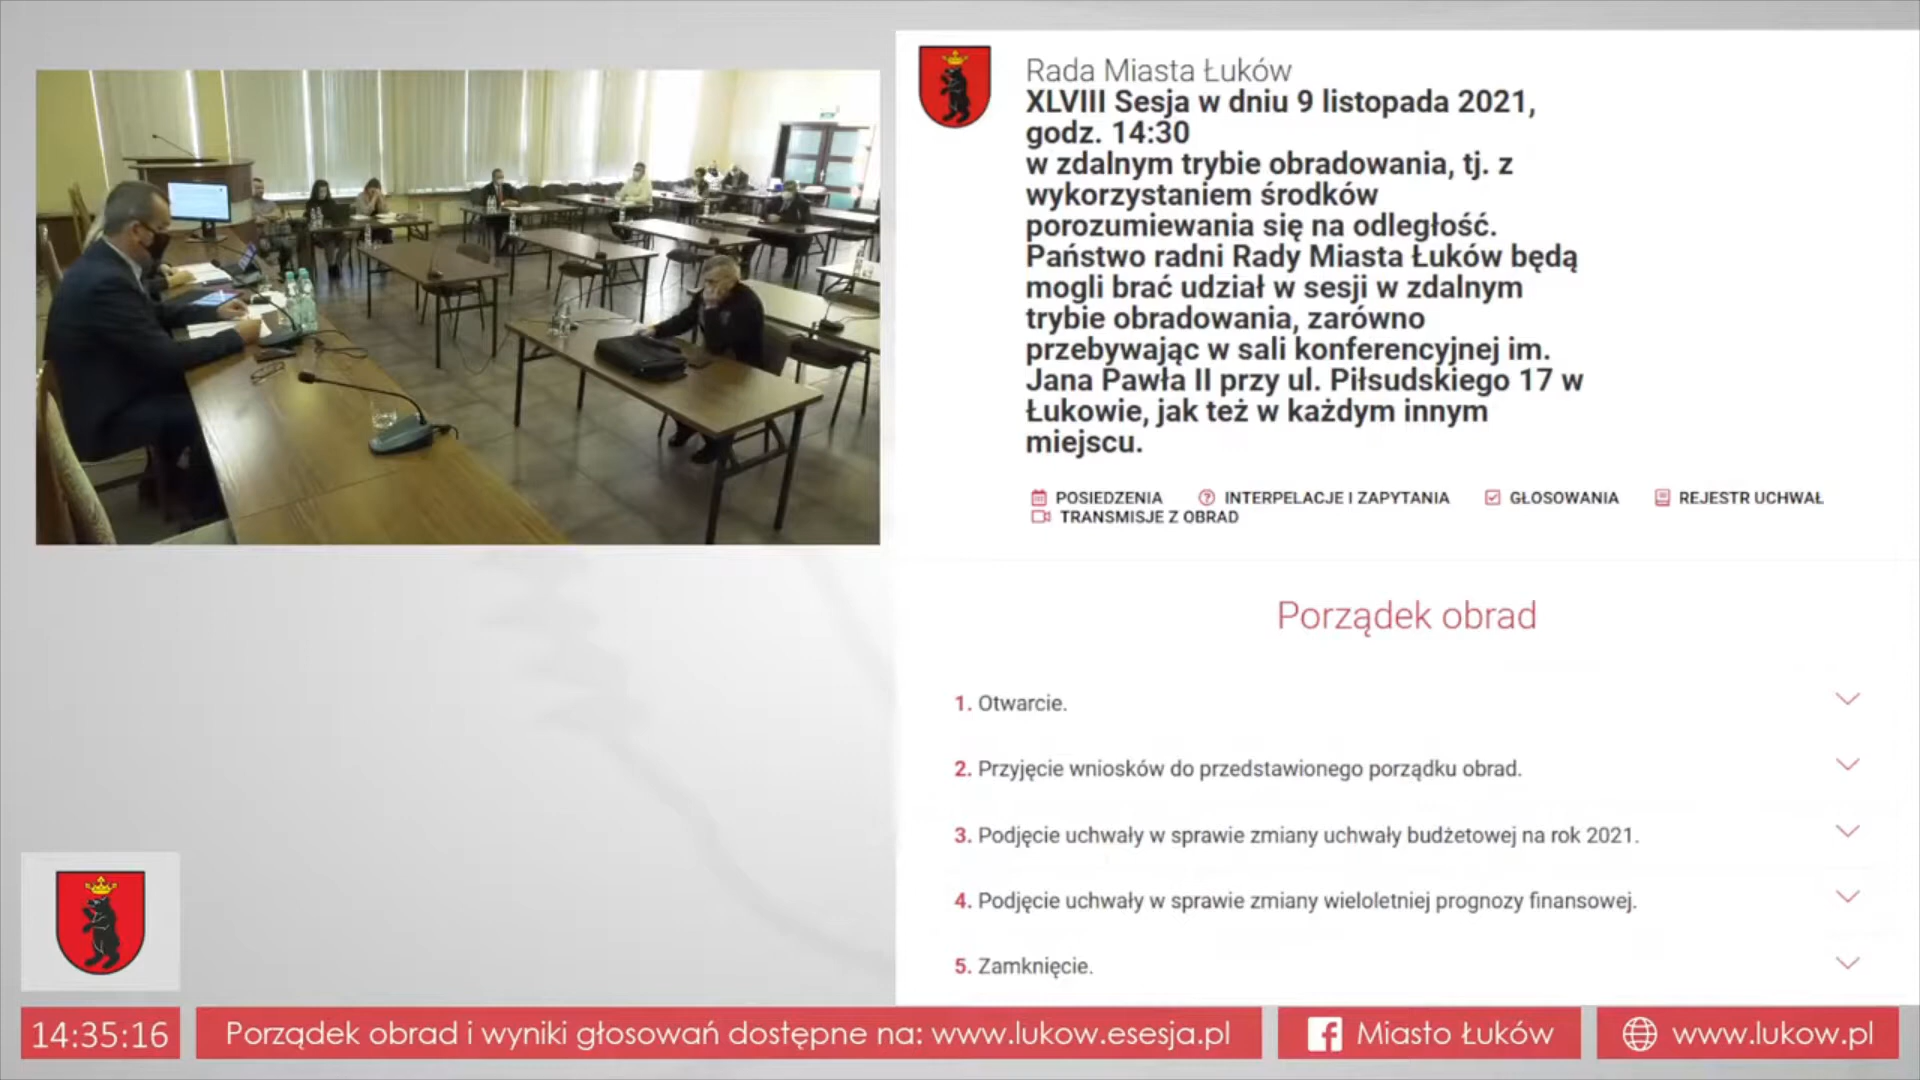 Rada Miasta Łuków
XLVIII Sesja w dniu 9 listopada 2021,
godz. 14:30
w zdalnym trybie obradowania, tj. z
wykorzystaniem środków
porozumiewania się na odległość.
Państwo radni Rady Miasta Łuków będą
mogli brać udział w sesji w zdalnym
trybie obradowania, zarówno
przebywając w sali konferencyjnej im.
Jana Pawła II przy ul. Piłsudskiego 17 w
Łukowie, jak też w każdym innym
miejscu.
POSIEDZENIA INTERPELACJE I ZAPYTANIA GŁOSOWANIA REJESTR UCHWAŁ
TRANSMISJE Z OBRAD
Porządek obrad
1. Otwarcie.
2. Przyjęcie wniosków do przedstawionego porządku obrad.
3. Podjęcie uchwały w sprawie zmiany uchwały budżetowej na rok 2021.
4. Podjęcie uchwały w sprawie zmiany wieloletniej prognozy finansowej.
5. Zamknięcie.
14:35:16 Porządek obrad i wyniki głosowań dostępne na: www.lukow.esesja.pl Miasto Łuków www.lukow.pl